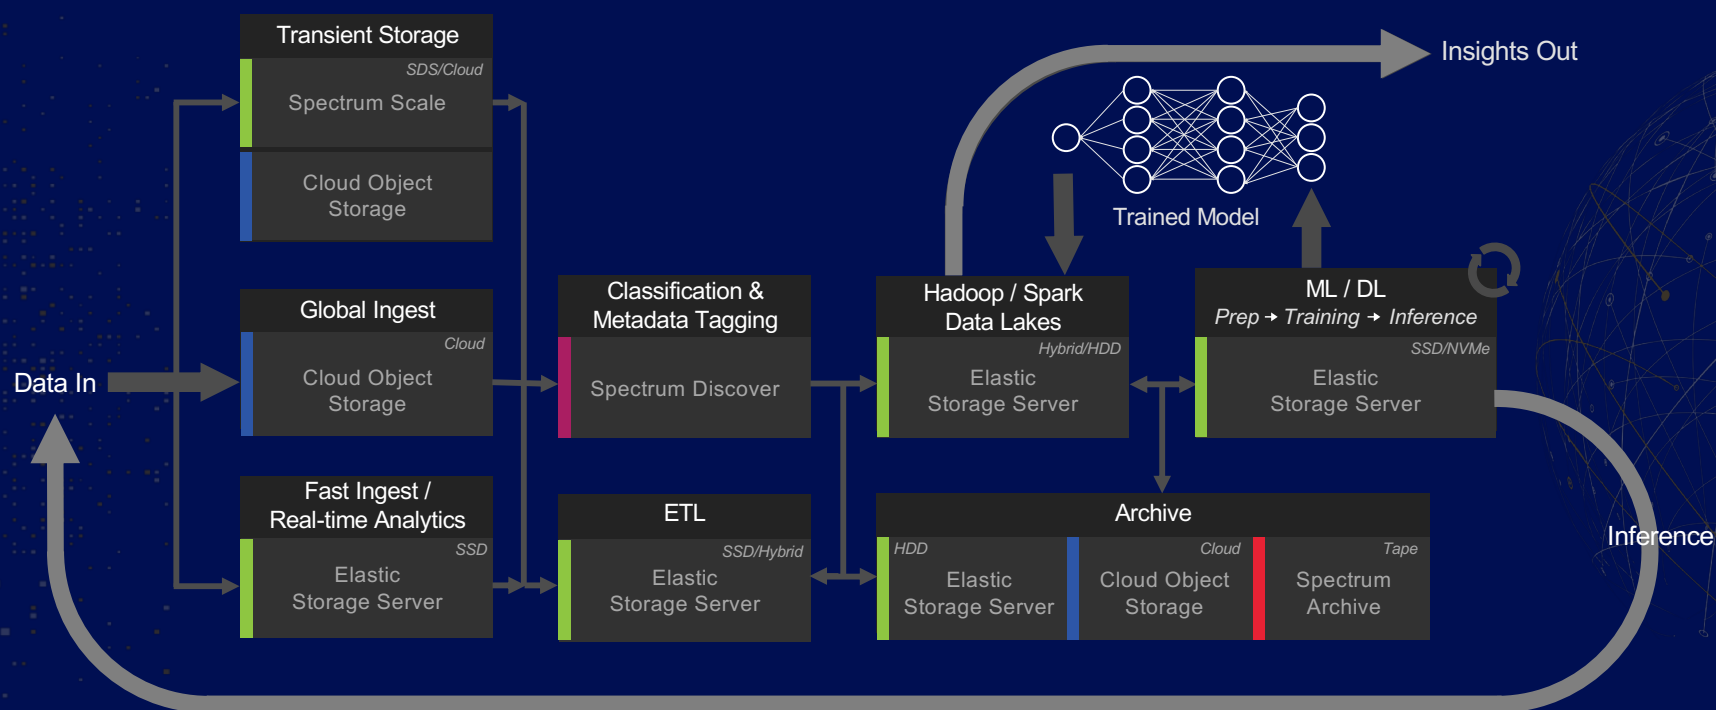 Transient Storage
SDS/Cloud
Spectrum Scale
Cloud Object
Storage
Global Ingest
Cloud
Cloud Object
Storage
Data In
Fast Ingest /
Real-time Analytics
SSD
Elastic
Storage Server
Classification &
Metadata Tagging
Spectrum Discover
ETL
SSD/Hybrid
Elastic
Storage Server
Insights Out
Trained Model
Hadoop / Spark
Data Lakes
Hybrid/HDD
Elastic
Storage Server
ML / DL
Prep → Training → Inference
SSD/NVMe
Elastic
Storage Server
Archive
HDD
Elastic
Storage Server
Cloud
Cloud Object
Storage
Tape
Spectrum
Archive
Inference